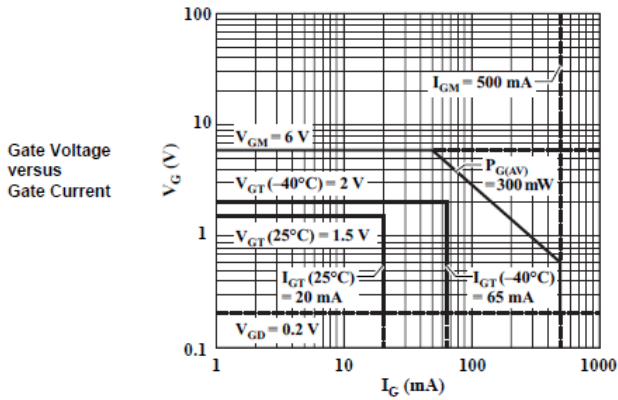 Gate Voltage
versus
Gate Current
V_G (V)
100
10
1
0.1
I_GM = 500 mA
V_GM = 6 V
P_G(AV)
= 300 mW
V_GT (–40°C) = 2 V
V_GT (25°C) = 1.5 V
I_GT (25°C)
= 20 mA
I_GT (–40°C)
= 65 mA
V_GD = 0.2 V
1
10
100
1000
I_G (mA)